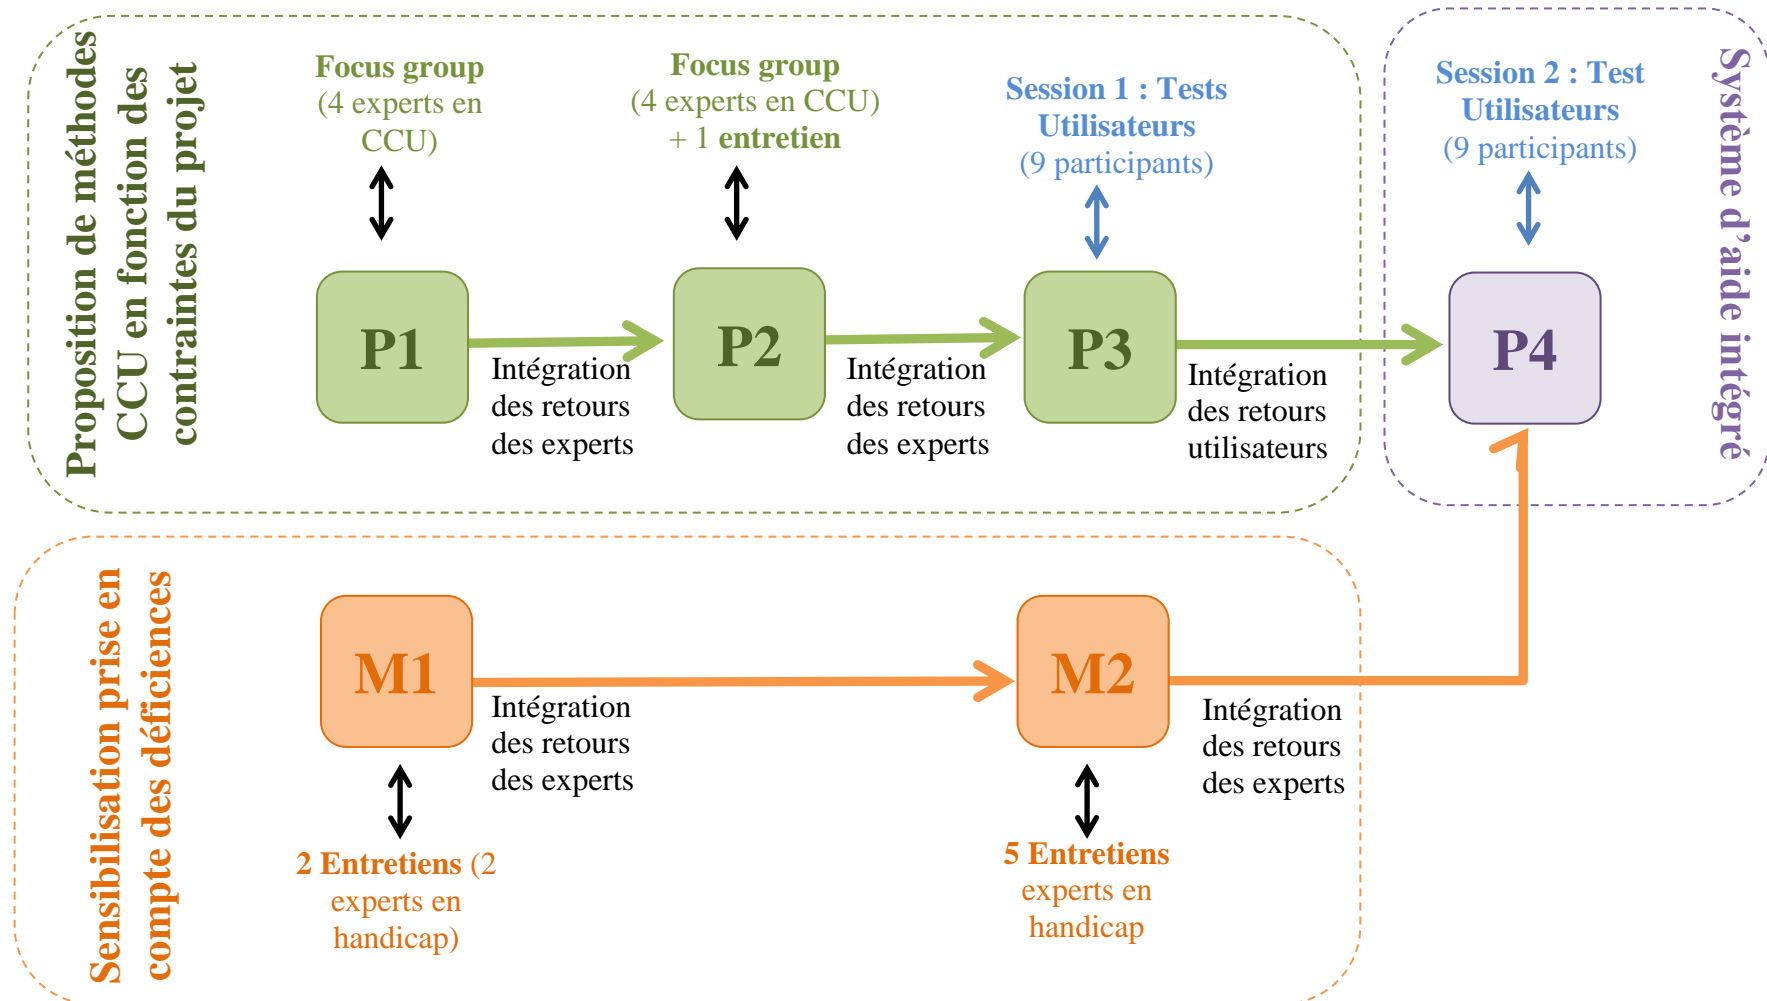 Proposition de méthodes
CCU en fonction des
contraintes du projet
Focus group
(4 experts en
CCU)
Focus group
(4 experts en CCU)
+ 1 entretien
Session 1 : Tests
Utilisateurs
(9 participants)
Session 2 : Test
Utilisateurs
(9 participants)
Système d'aide intégré
P1
Intégration
des retours
des experts
P2
Intégration
des retours
des experts
P3
Intégration
des retours
utilisateurs
P4
Sensibilisation prise en
compte des déficiences
M1
Intégration
des retours
des experts
M2
Intégration
des retours
des experts
2 Entretiens (2
experts en
handicap)
5 Entretiens
experts en
handicap